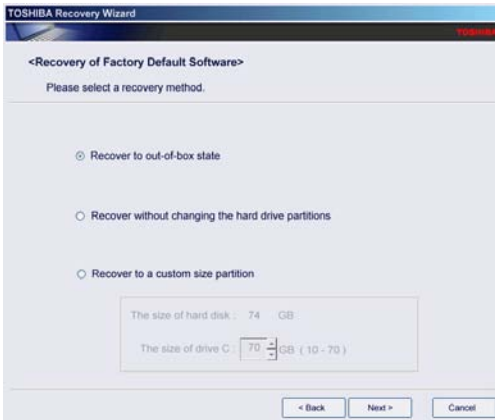 TOSHIBA Recovery Wizard
TOSHIBA
<Recovery of Factory Default Software>
Please select a recovery method.
Recover to out-of-box state
Recover without changing the hard drive partitions
Recover to a custom size partition
The size of hard disk : 74 GB
The size of drive C : 70 GB ( 10 - 70 )
< Back Next > Cancel